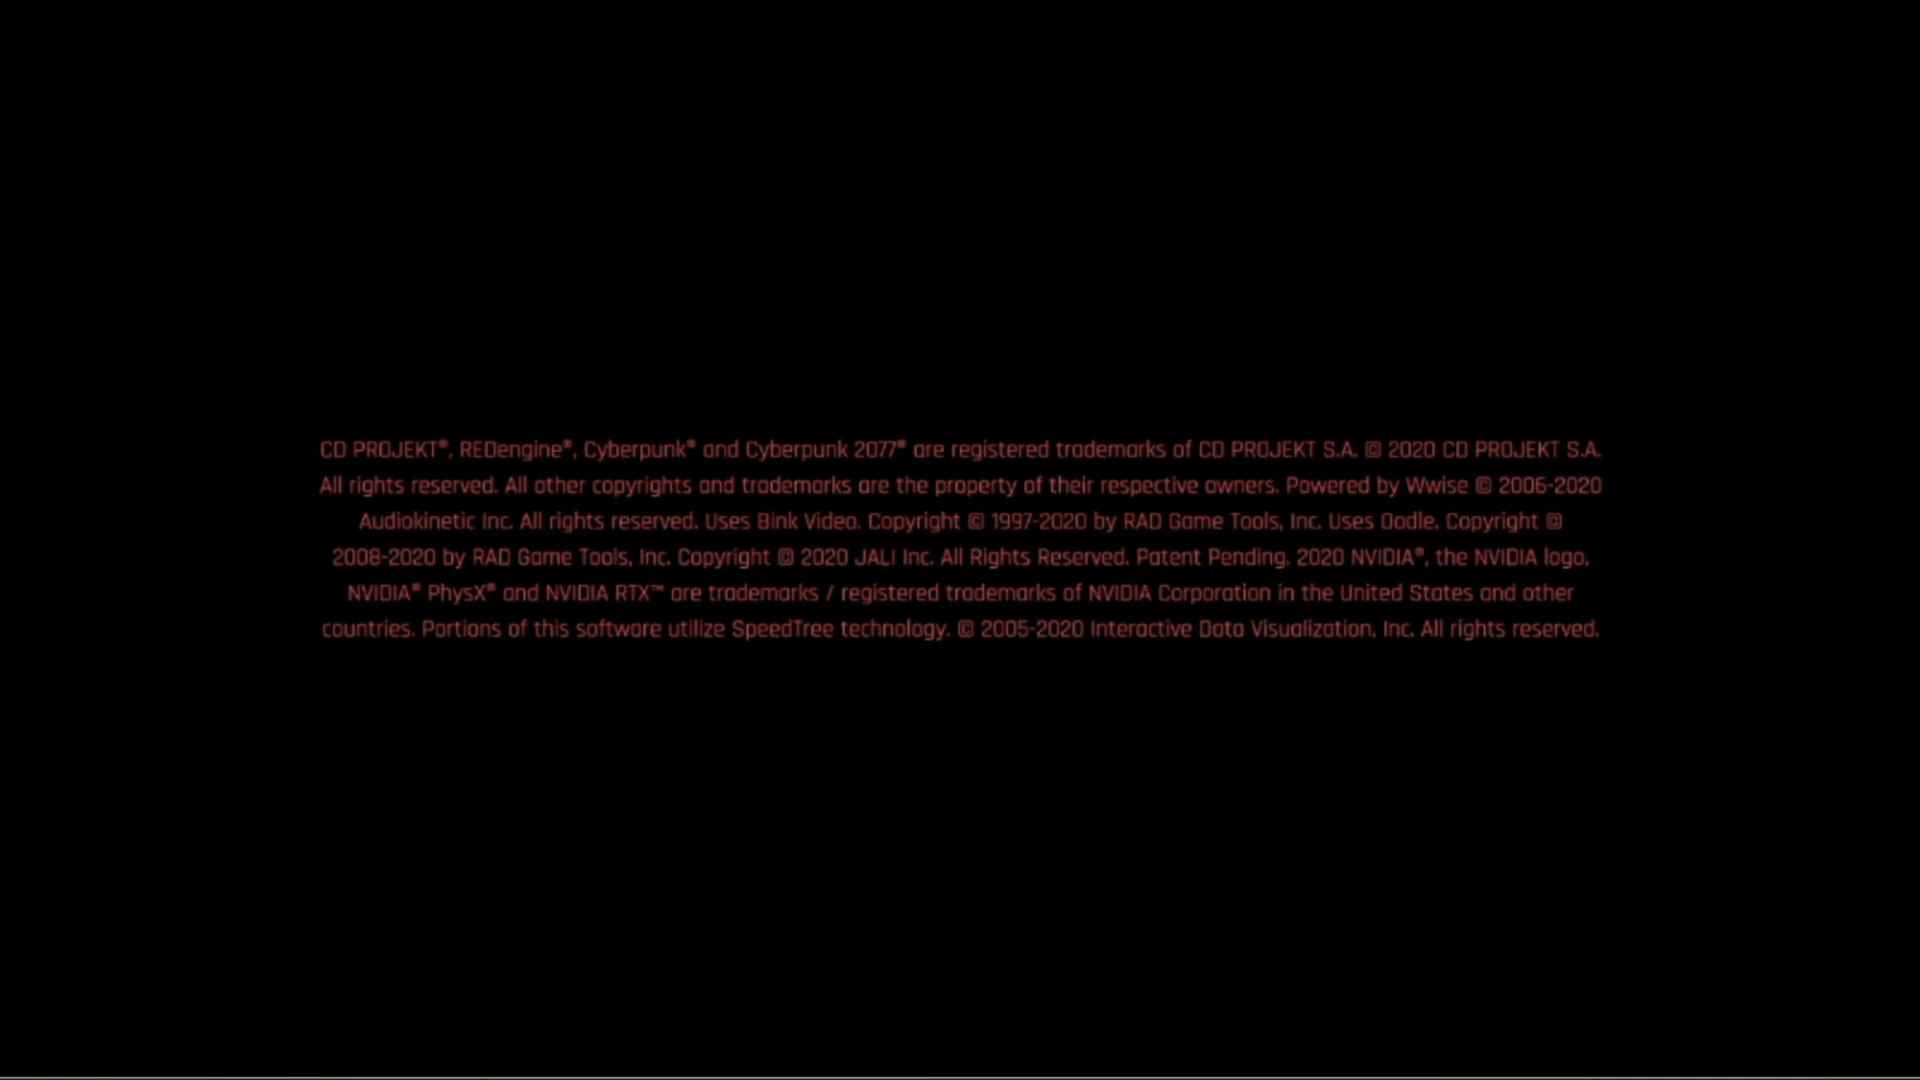 CD PROJEKT®, REDengine®, Cyberpunk® and Cyberpunk 2077® are registered trademarks of CD PROJEKT S.A. © 2020 CD PROJEKT S.A.
All rights reserved. All other copyrights and trademarks are the property of their respective owners. Powered by Wwise © 2006-2020
Audiokinetic Inc. All rights reserved. Uses Bink Video. Copyright © 1997-2020 by RAD Game Tools, Inc. Uses Oodle. Copyright ©
2008-2020 by RAD Game Tools, Inc. Copyright © 2020 JALI Inc. All Rights Reserved. Patent Pending. 2020 NVIDIA®, the NVIDIA logo,
NVIDIA® PhysX® and NVIDIA RTX™ are trademarks / registered trademarks of NVIDIA Corporation in the United States and other
countries. Portions of this software utilize SpeedTree technology. © 2005-2020 Interactive Data Visualization, Inc. All rights reserved.